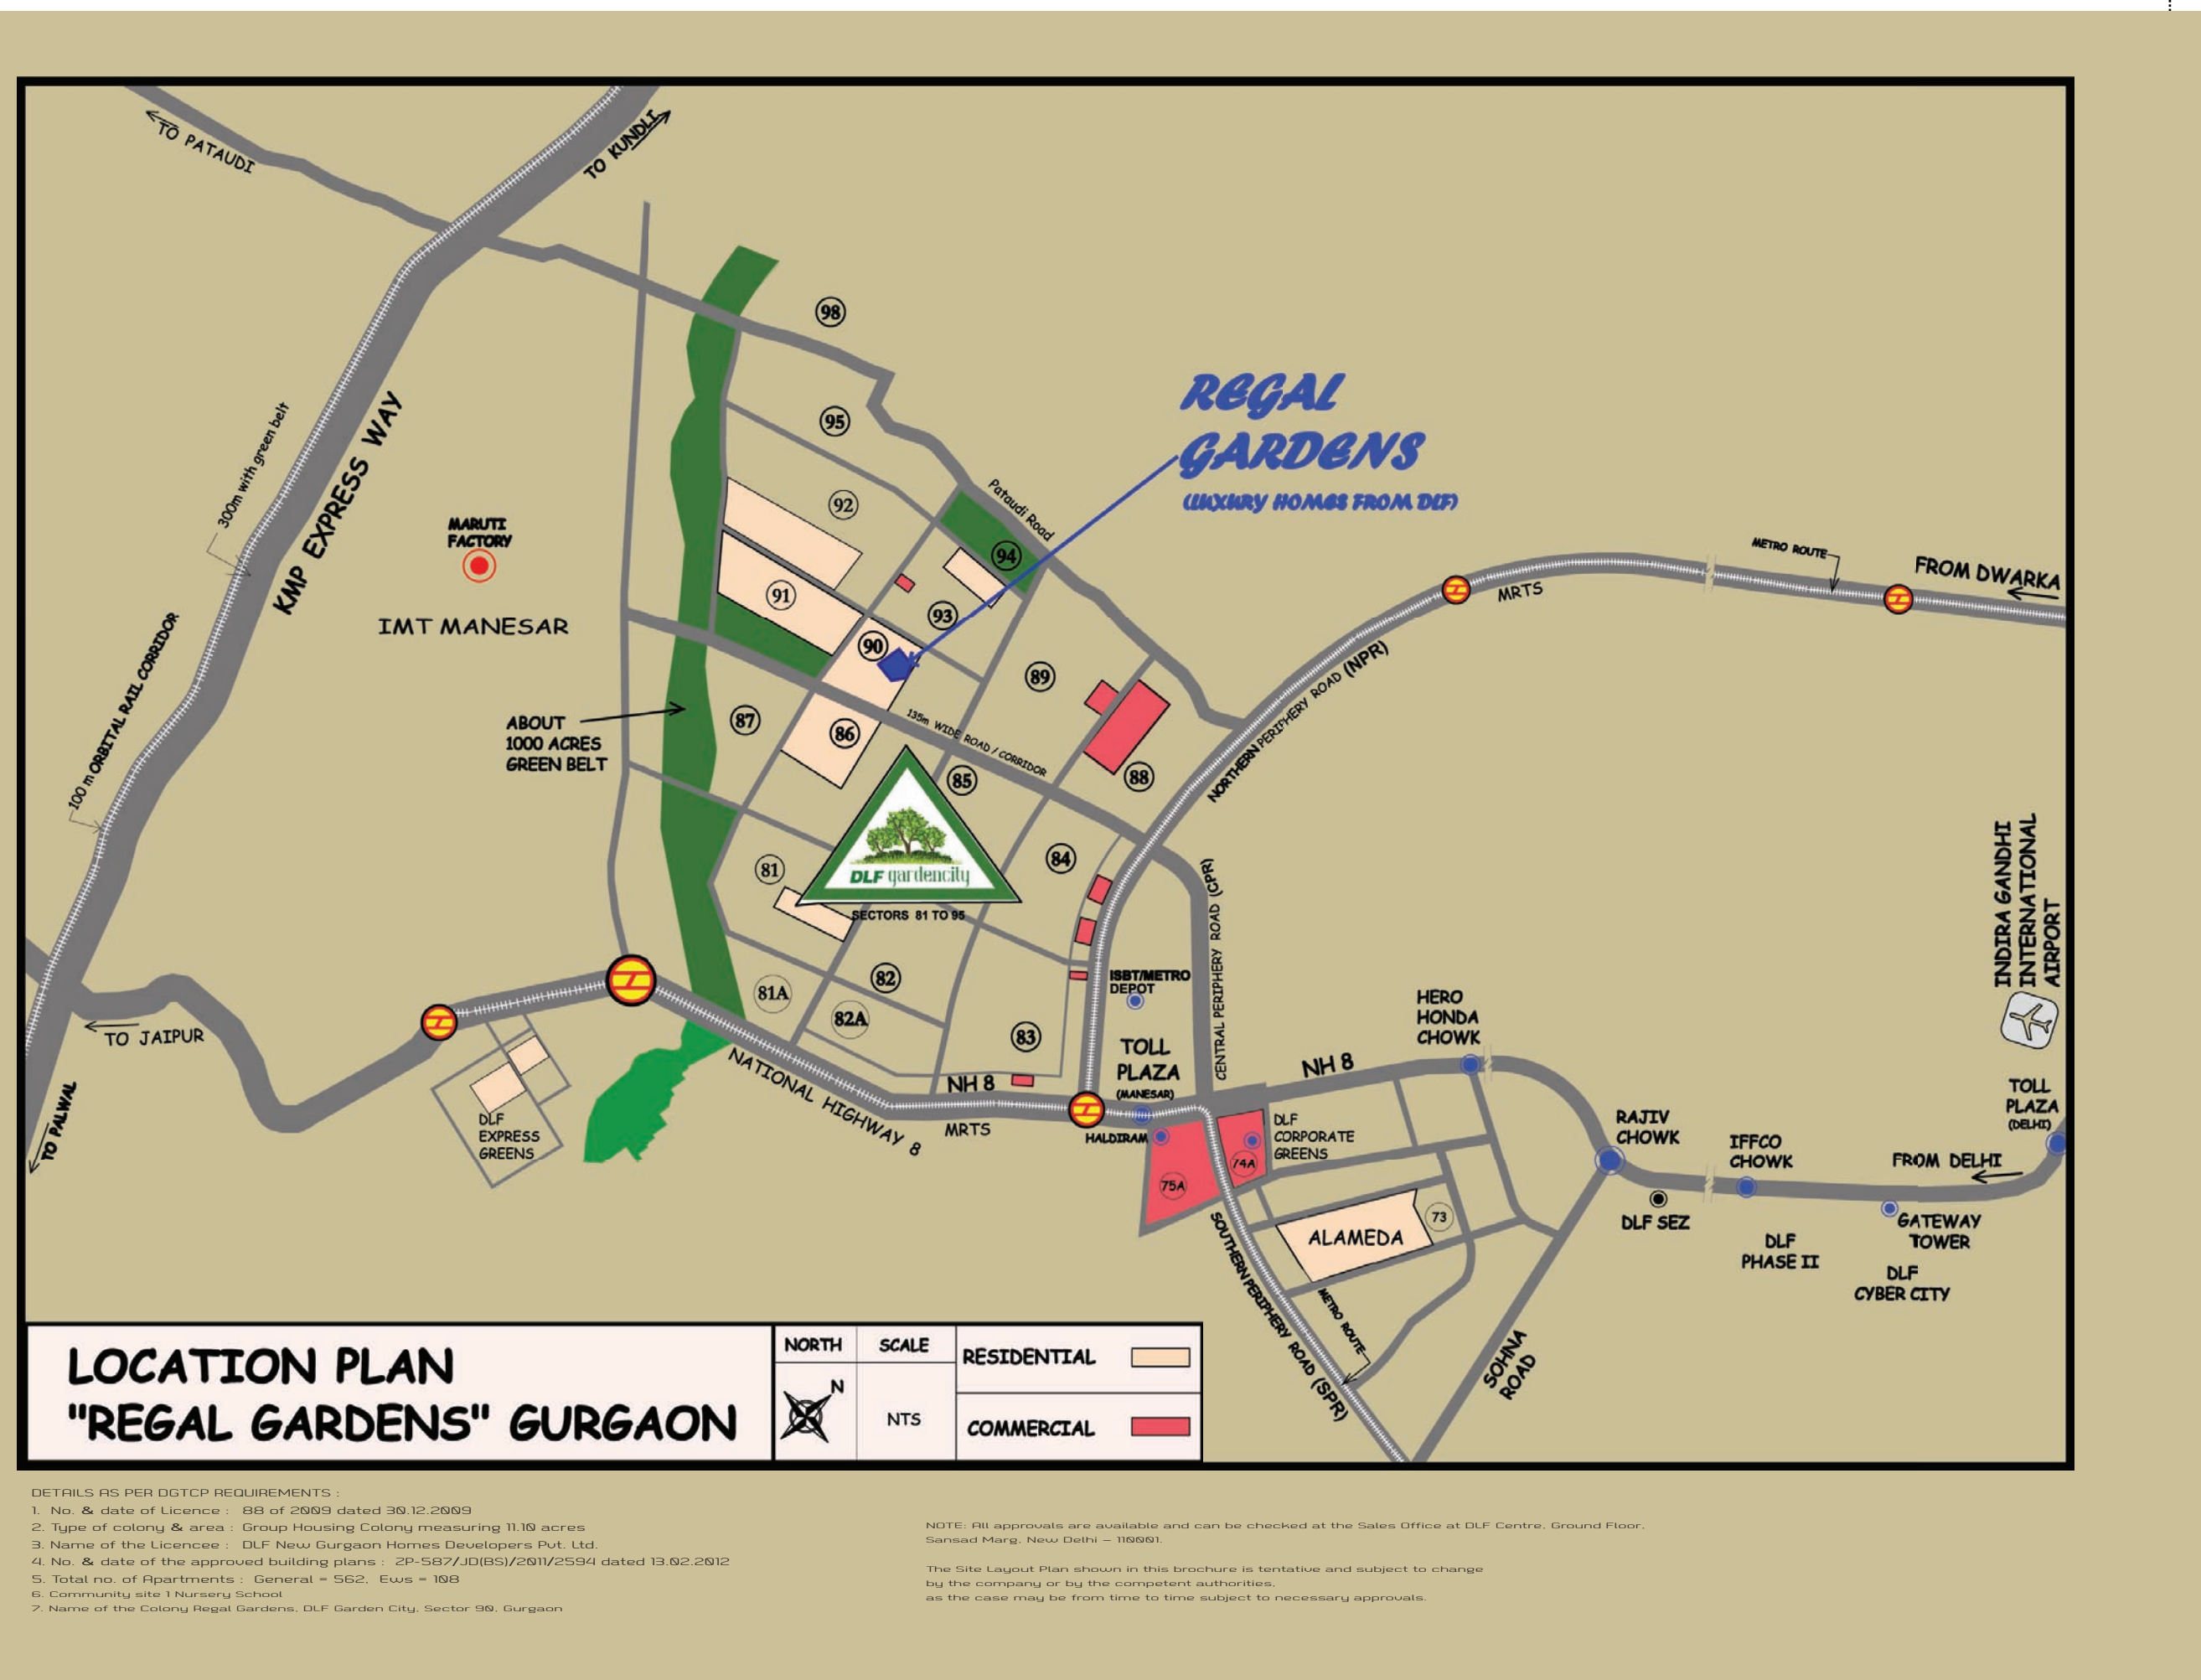 TO PATAUDI
TO KUNDLI
98
REGAL
GARDENS
(LUXURY HOMES FROM DLF)
300m with green belt
KMP EXPRESS WAY
95
92
Pataudi Road
94
MARUTI
FACTORY
IMT MANESAR
91
93
90
METRO ROUTE
FROM DWARKA
MRTS
100 m ORBITAL RAIL CORRIDOR
89
NORTHERN PERIPHERY ROAD (NPR)
ABOUT
1000 ACRES
GREEN BELT
87
86
135m WIDE ROAD / CORRIDOR
85
88
84
81
DLF gardencity
SECTORS 81 TO 95
CENTRAL PERIPHERY ROAD (CPR)
INDIRA GANDHI
INTERNATIONAL
AIRPORT
ISBT/METRO
DEPOT
82
81A
82A
83
TO JAIPUR
TO PALWAL
NATIONAL HIGHWAY 8
NH 8
MRTS
TOLL
PLAZA
(MANESAR)
HALDIRAM
NH 8
HERO
HONDA
CHOWK
DLF
EXPRESS
GREENS
DLF
CORPORATE
GREENS
74A
75A
RAJIV
CHOWK
IFFCO
CHOWK
FROM DELHI
TOLL
PLAZA
(DELHI)
DLF SEZ
GATEWAY
TOWER
DLF
PHASE II
DLF
CYBER CITY
73
ALAMEDA
SOUTHERN PERIPHERY ROAD (SPR)
METRO ROUTE
SOHNA
ROAD
LOCATION PLAN
"REGAL GARDENS" GURGAON
NORTH
N
SCALE
NTS
RESIDENTIAL
COMMERCIAL
DETAILS AS PER DGTCP REQUIREMENTS :
1. No. & date of Licence : 88 of 2009 dated 30.12.2009
2. Type of colony & area : Group Housing Colony measuring 11.10 acres
3. Name of the Licencee : DLF New Gurgaon Homes Developers Pvt. Ltd.
4. No. & date of the approved building plans : ZP-587/JD(BS)/2011/2594 dated 13.02.2012
5. Total no. of Apartments : General = 562, Ews = 108
6. Community site 1 Nursery School
7. Name of the Colony Regal Gardens, DLF Garden City, Sector 90, Gurgaon
NOTE: All approvals are available and can be checked at the Sales Office at DLF Centre, Ground Floor,
Sansad Marg, New Delhi – 110001.
The Site Layout Plan shown in this brochure is tentative and subject to change
by the company or by the competent authorities,
as the case may be from time to time subject to necessary approvals.